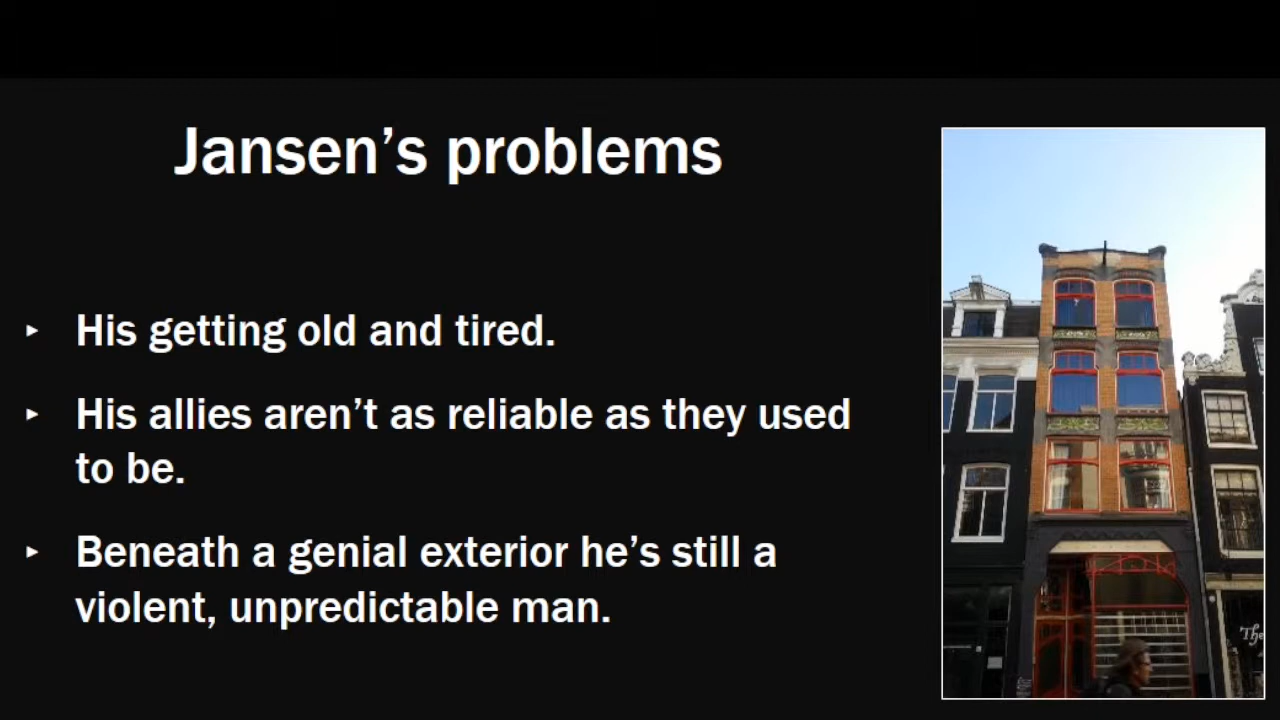 Jansen’s problems
▸ His getting old and tired.
▸ His allies aren’t as reliable as they used
to be.
▸ Beneath a genial exterior he’s still a
violent, unpredictable man.
The